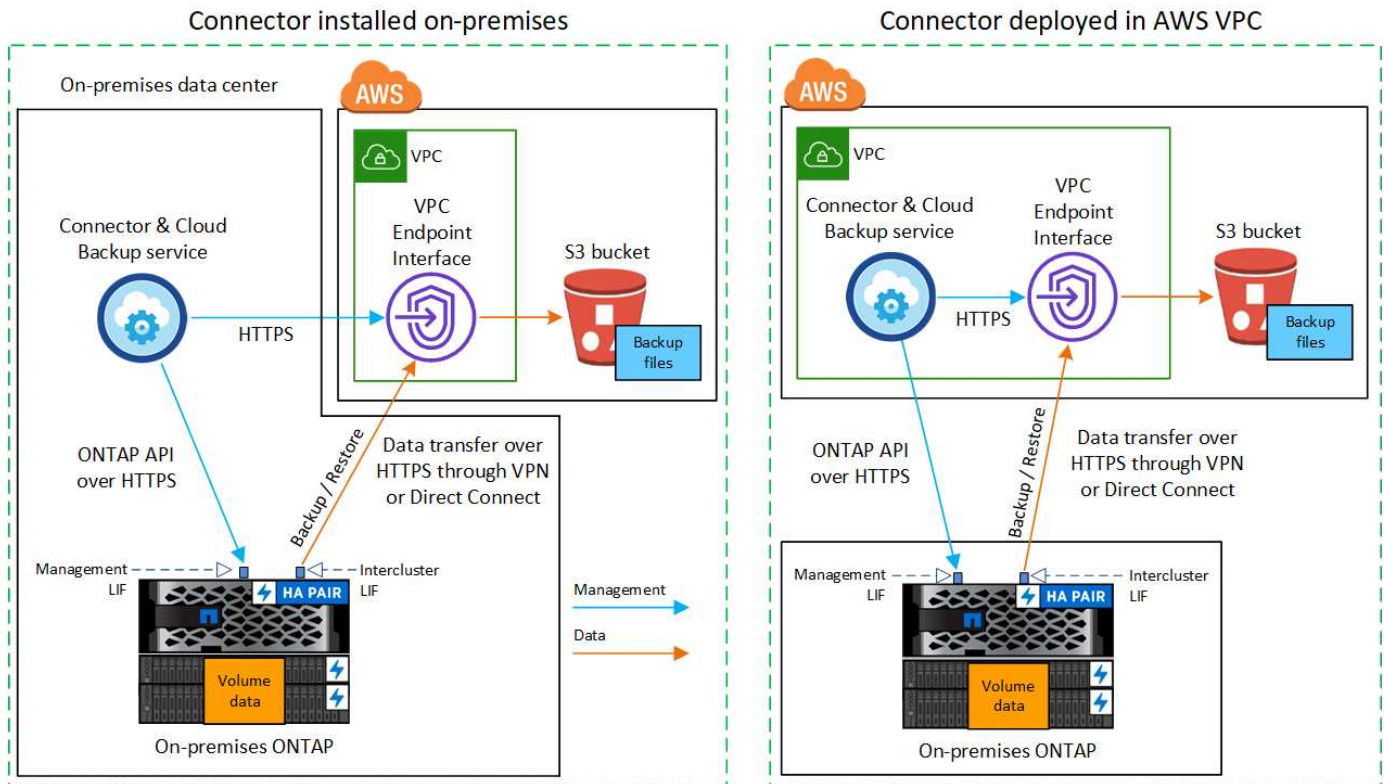 Connector installed on-premises
On-premises data center
AWS
VPC
Connector & Cloud
Backup service
VPC
Endpoint
Interface
S3 bucket
HTTPS
Backup
files
ONTAP API
over HTTPS
Backup / Restore
Data transfer over
HTTPS through VPN
or Direct Connect
Management
LIF
Intercluster
LIF
HA PAIR
Volume
data
On-premises ONTAP
Management
Data
Connector deployed in AWS VPC
AWS
VPC
Connector & Cloud
Backup service
VPC
Endpoint
Interface
S3 bucket
HTTPS
Backup
files
ONTAP API
over HTTPS
Backup / Restore
Data transfer over
HTTPS through VPN
or Direct Connect
Management
LIF
Intercluster
LIF
HA PAIR
Volume
data
On-premises ONTAP